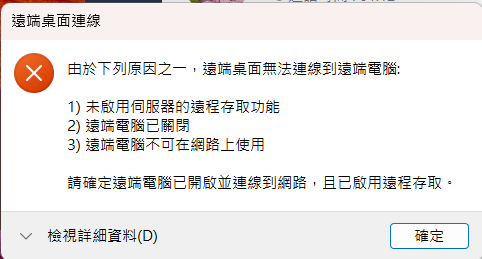 遠端桌面連線
由於下列原因之一，遠端桌面無法連線到遠端電腦:
1) 未啟用伺服器的遠程存取功能
2) 遠端電腦已關閉
3) 遠端電腦不可在網路上使用
請確定遠端電腦已開啟並連線到網路，且已啟用遠程存取。
檢視詳細資料(D)
確定